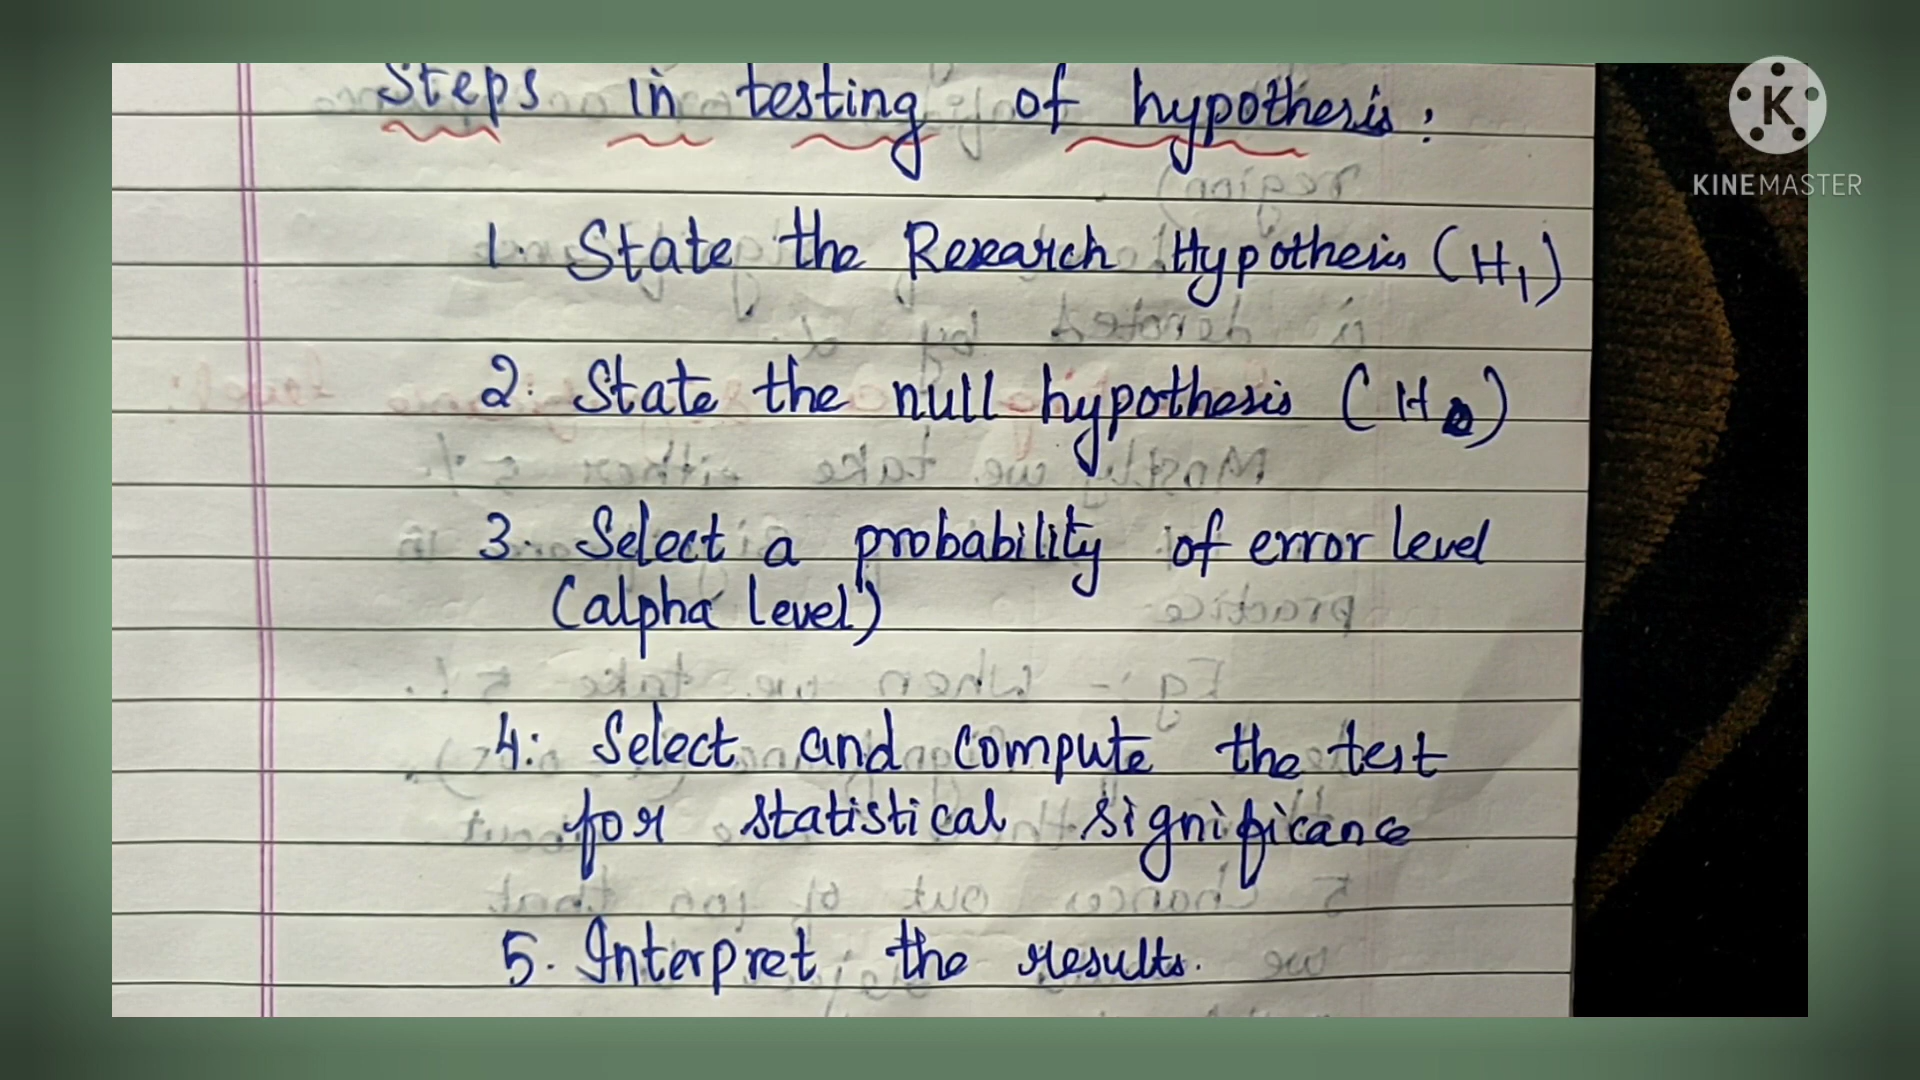 Steps in testing of hypothesis:
K
KINEMASTER
1. State the Research Hypothesis (H₁)
2. State the null hypothesis (H₀)
3. Select a probability of error level
(alpha level)
4. Select and compute the test
for statistical significance
5. Interpret the results.